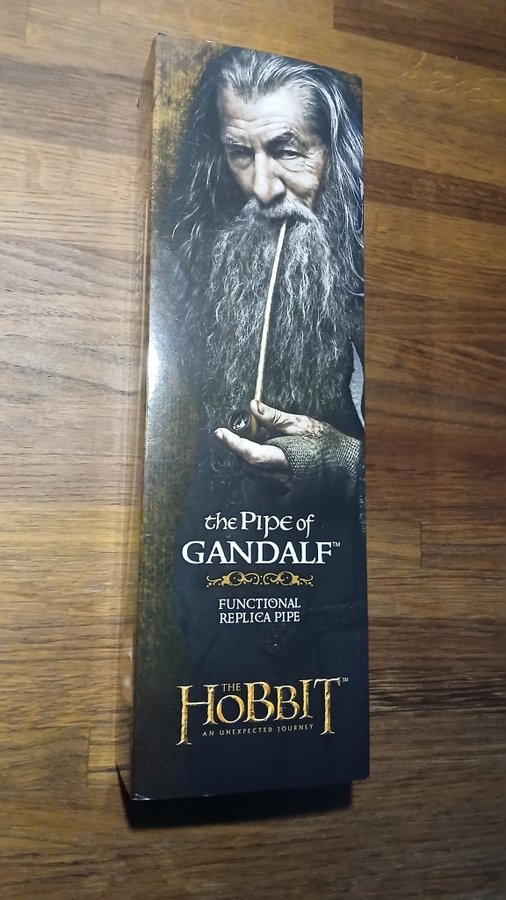 the Pipe of
GANDALF™
FUNCTIONAL
REPLICA PIPE
THE
HOBBIT™
AN UNEXPECTED JOURNEY